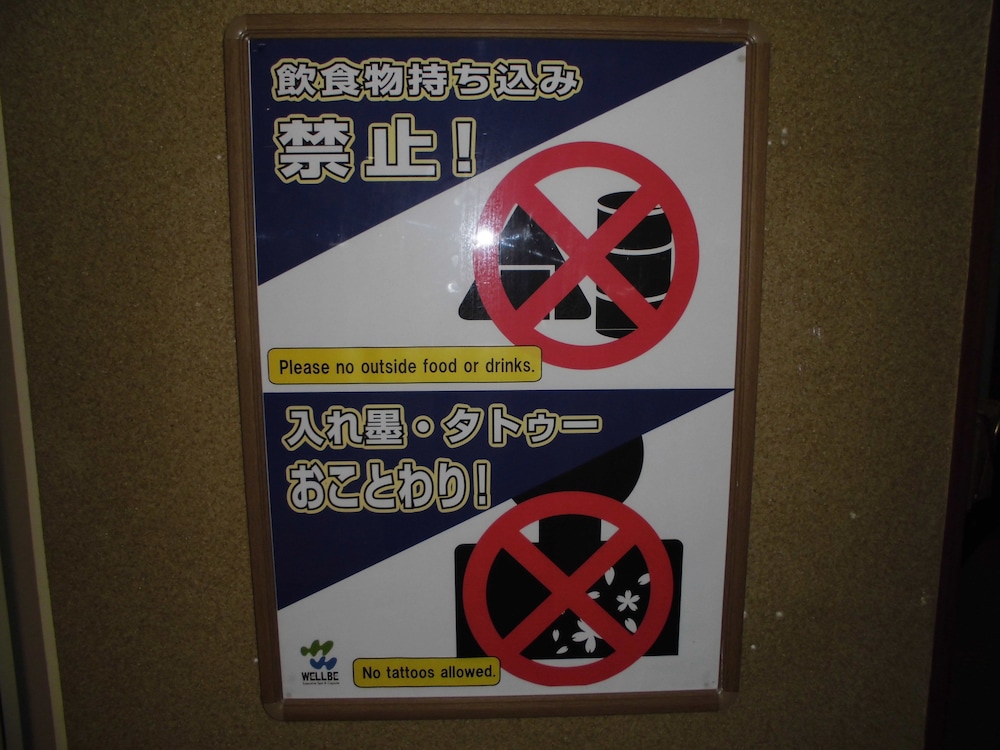 飲食物持ち込み
禁止！
Please no outside food or drinks.
入れ墨・タトゥー
おことわり！
WELLBE
No tattoos allowed.